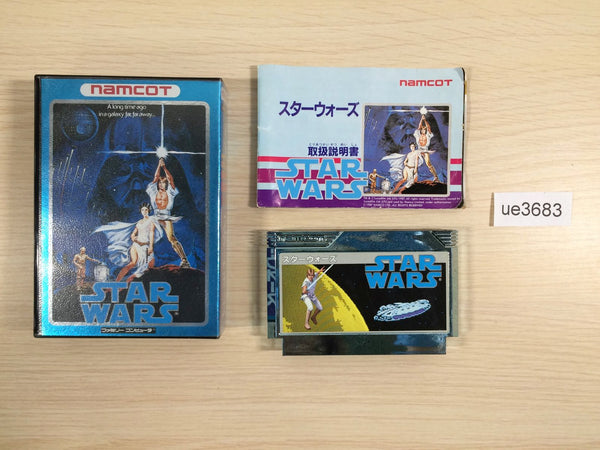 namcot
A long time ago
in a galaxy far, far away...
STAR
WARS
ファミリー コンピュータ
namcot
スターウォーズ
取扱説明書
STAR
WARS
ue3683
スターウォーズ
STAR
WARS